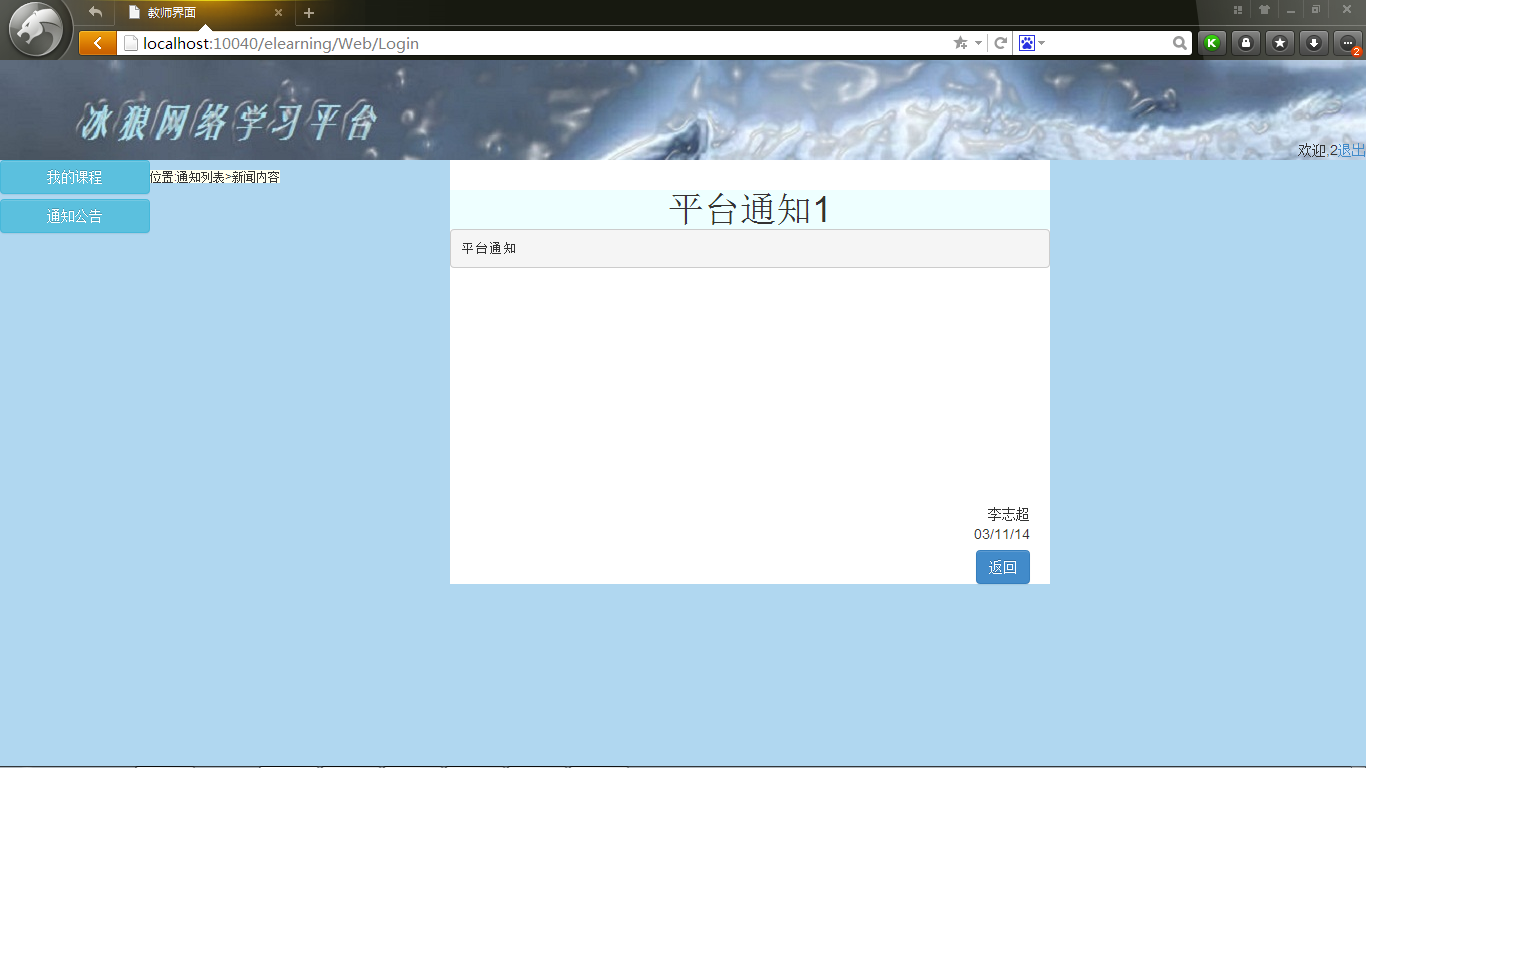 教师界面
localhost:10040/elearning/Web/Login
K
2
冰狼网络学习平台
欢迎,2退出
我的课程
位置:通知列表>新闻内容
通知公告
平台通知1
平台通知
李志超
03/11/14
返回